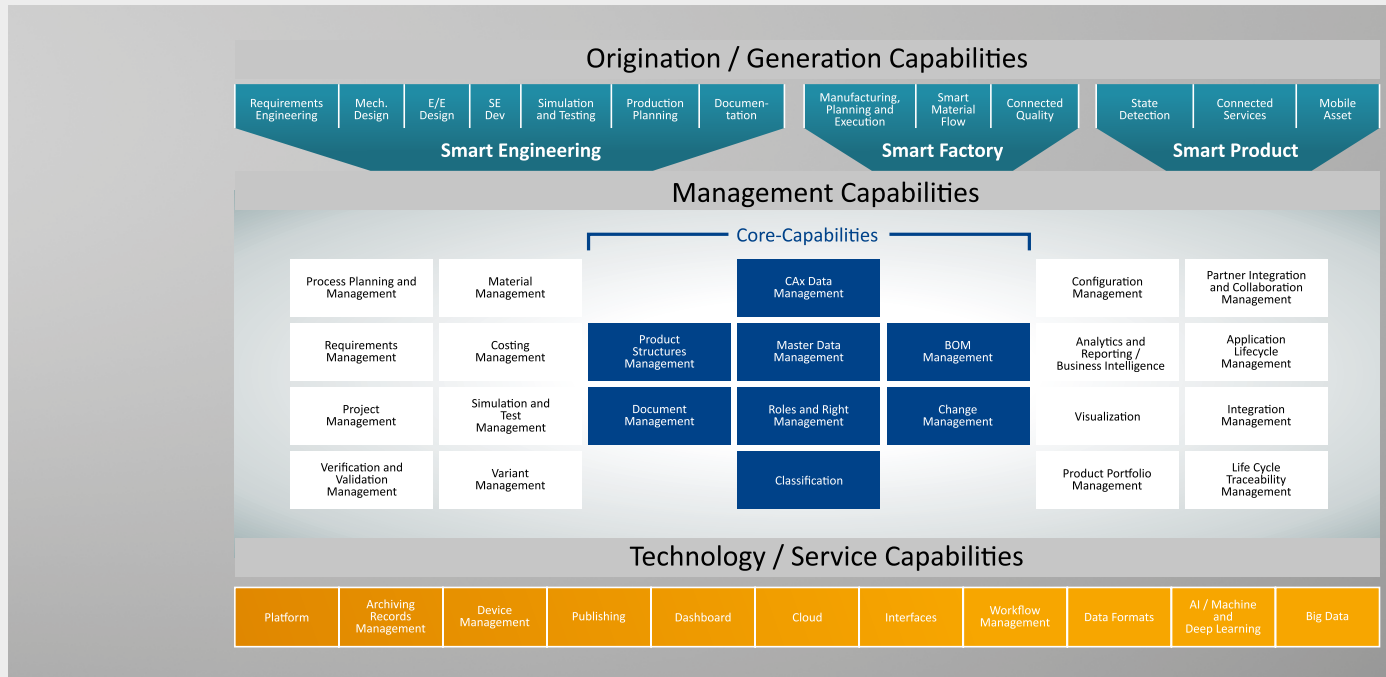 Origination / Generation Capabilities
Requirements
Engineering
Mech.
Design
E/E
Design
SE
Dev
Simulation
and Testing
Production
Planning
Documen-
tation
Smart Engineering
Manufacturing,
Planning and
Execution
Smart
Material
Flow
Connected
Quality
Smart Factory
State
Detection
Connected
Services
Mobile
Asset
Smart Product
Management Capabilities
Core-Capabilities
Process Planning and
Management
Material
Management
CAx Data
Management
Configuration
Management
Partner Integration
and Collaboration
Management
Requirements
Management
Costing
Management
Product
Structures
Management
Master Data
Management
BOM
Management
Analytics and
Reporting /
Business Intelligence
Application
Lifecycle
Management
Project
Management
Simulation and
Test
Management
Document
Management
Roles and Right
Management
Change
Management
Visualization
Integration
Management
Verification and
Validation
Management
Variant
Management
Classification
Product Portfolio
Management
Life Cycle
Traceability
Management
Technology / Service Capabilities
Platform
Archiving
Records
Management
Device
Management
Publishing
Dashboard
Cloud
Interfaces
Workflow
Management
Data Formats
AI / Machine
and
Deep Learning
Big Data